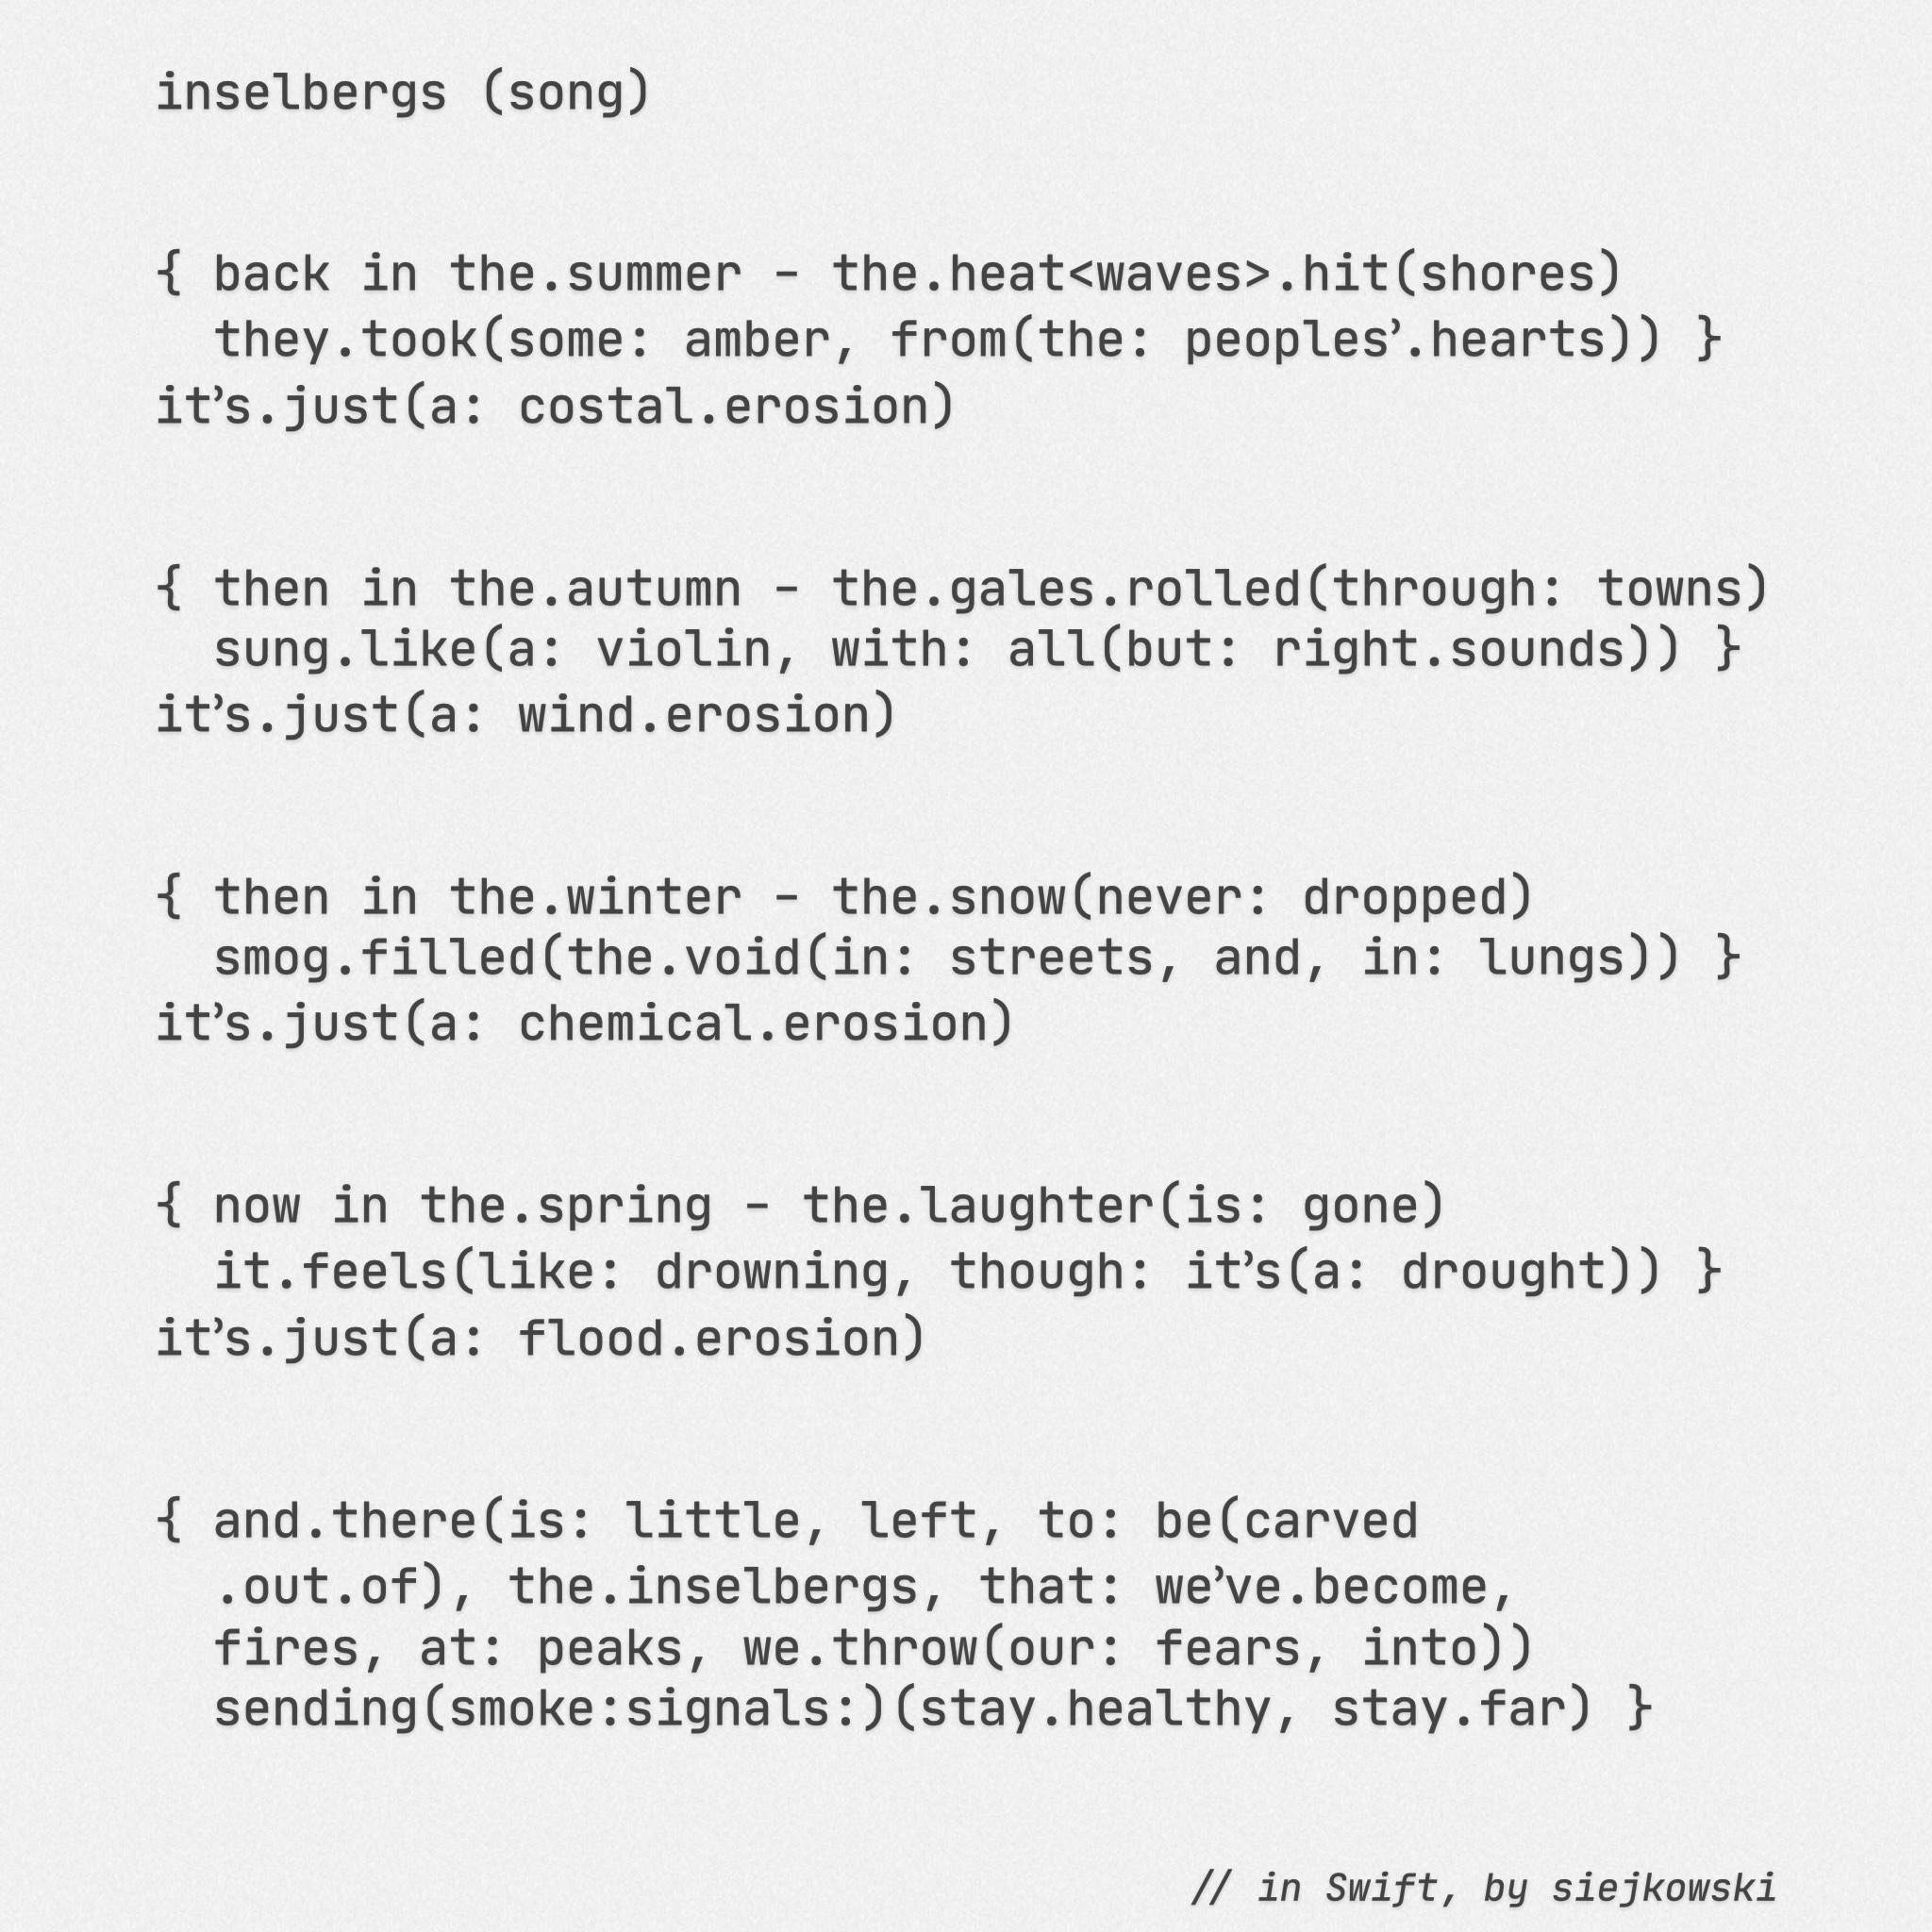 inselbergs (song)
{ back in the.summer – the.heat<waves>.hit(shores)
they.took(some: amber, from(the: peoples’.hearts)) }
it’s.just(a: costal.erosion)
{ then in the.autumn – the.gales.rolled(through: towns)
sung.like(a: violin, with: all(but: right.sounds)) }
it’s.just(a: wind.erosion)
{ then in the.winter – the.snow(never: dropped)
smog.filled(the.void(in: streets, and, in: lungs)) }
it’s.just(a: chemical.erosion)
{ now in the.spring – the.laughter(is: gone)
it.feels(like: drowning, though: it’s(a: drought)) }
it’s.just(a: flood.erosion)
{ and.there(is: little, left, to: be(carved
.out.of), the.inselbergs, that: we’ve.become,
fires, at: peaks, we.throw(our: fears, into))
sending(smoke:signals:)(stay.healthy, stay.far) }
// in Swift, by siejkowski